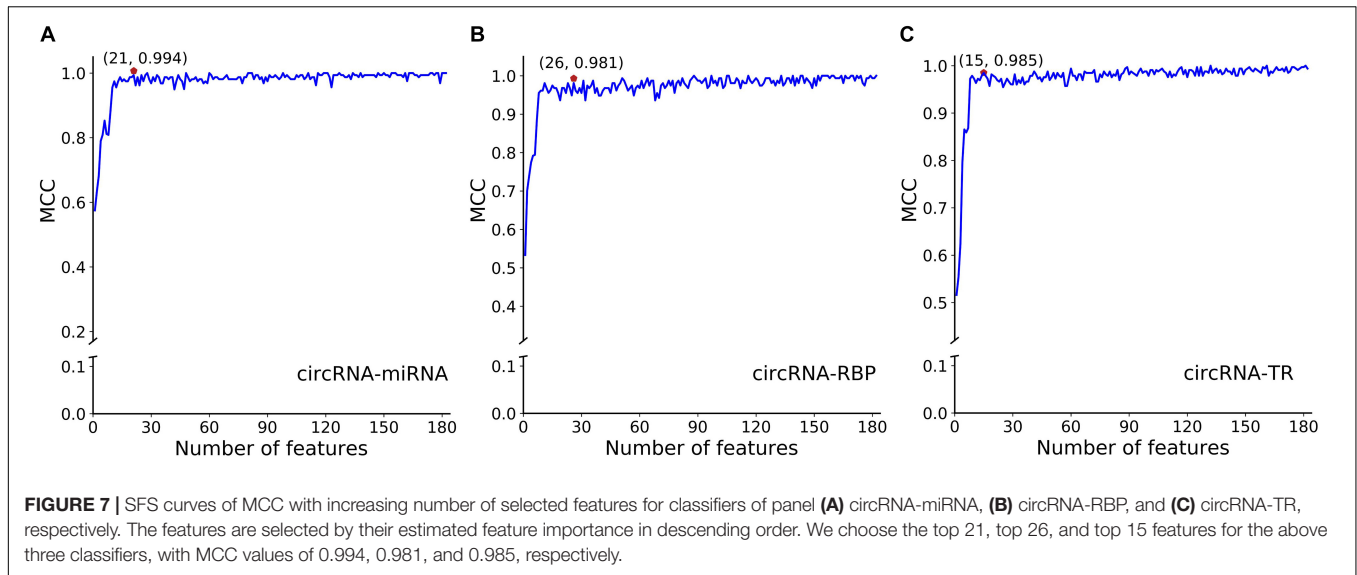 A
(21, 0.994)
1.0
0.8
0.6
0.4
0.2
0.1
0.0
MCC
circRNA-miRNA
0 30 60 90 120 150 180
Number of features
B
(26, 0.981)
1.0
0.9
0.8
0.7
0.6
0.5
0.4
0.1
0.0
MCC
circRNA-RBP
0 30 60 90 120 150 180
Number of features
C
(15, 0.985)
1.0
0.9
0.8
0.7
0.6
0.5
0.1
0.0
MCC
circRNA-TR
0 30 60 90 120 150 180
Number of features
FIGURE 7 | SFS curves of MCC with increasing number of selected features for classifiers of panel (A) circRNA-miRNA, (B) circRNA-RBP, and (C) circRNA-TR,
respectively. The features are selected by their estimated feature importance in descending order. We choose the top 21, top 26, and top 15 features for the above
three classifiers, with MCC values of 0.994, 0.981, and 0.985, respectively.